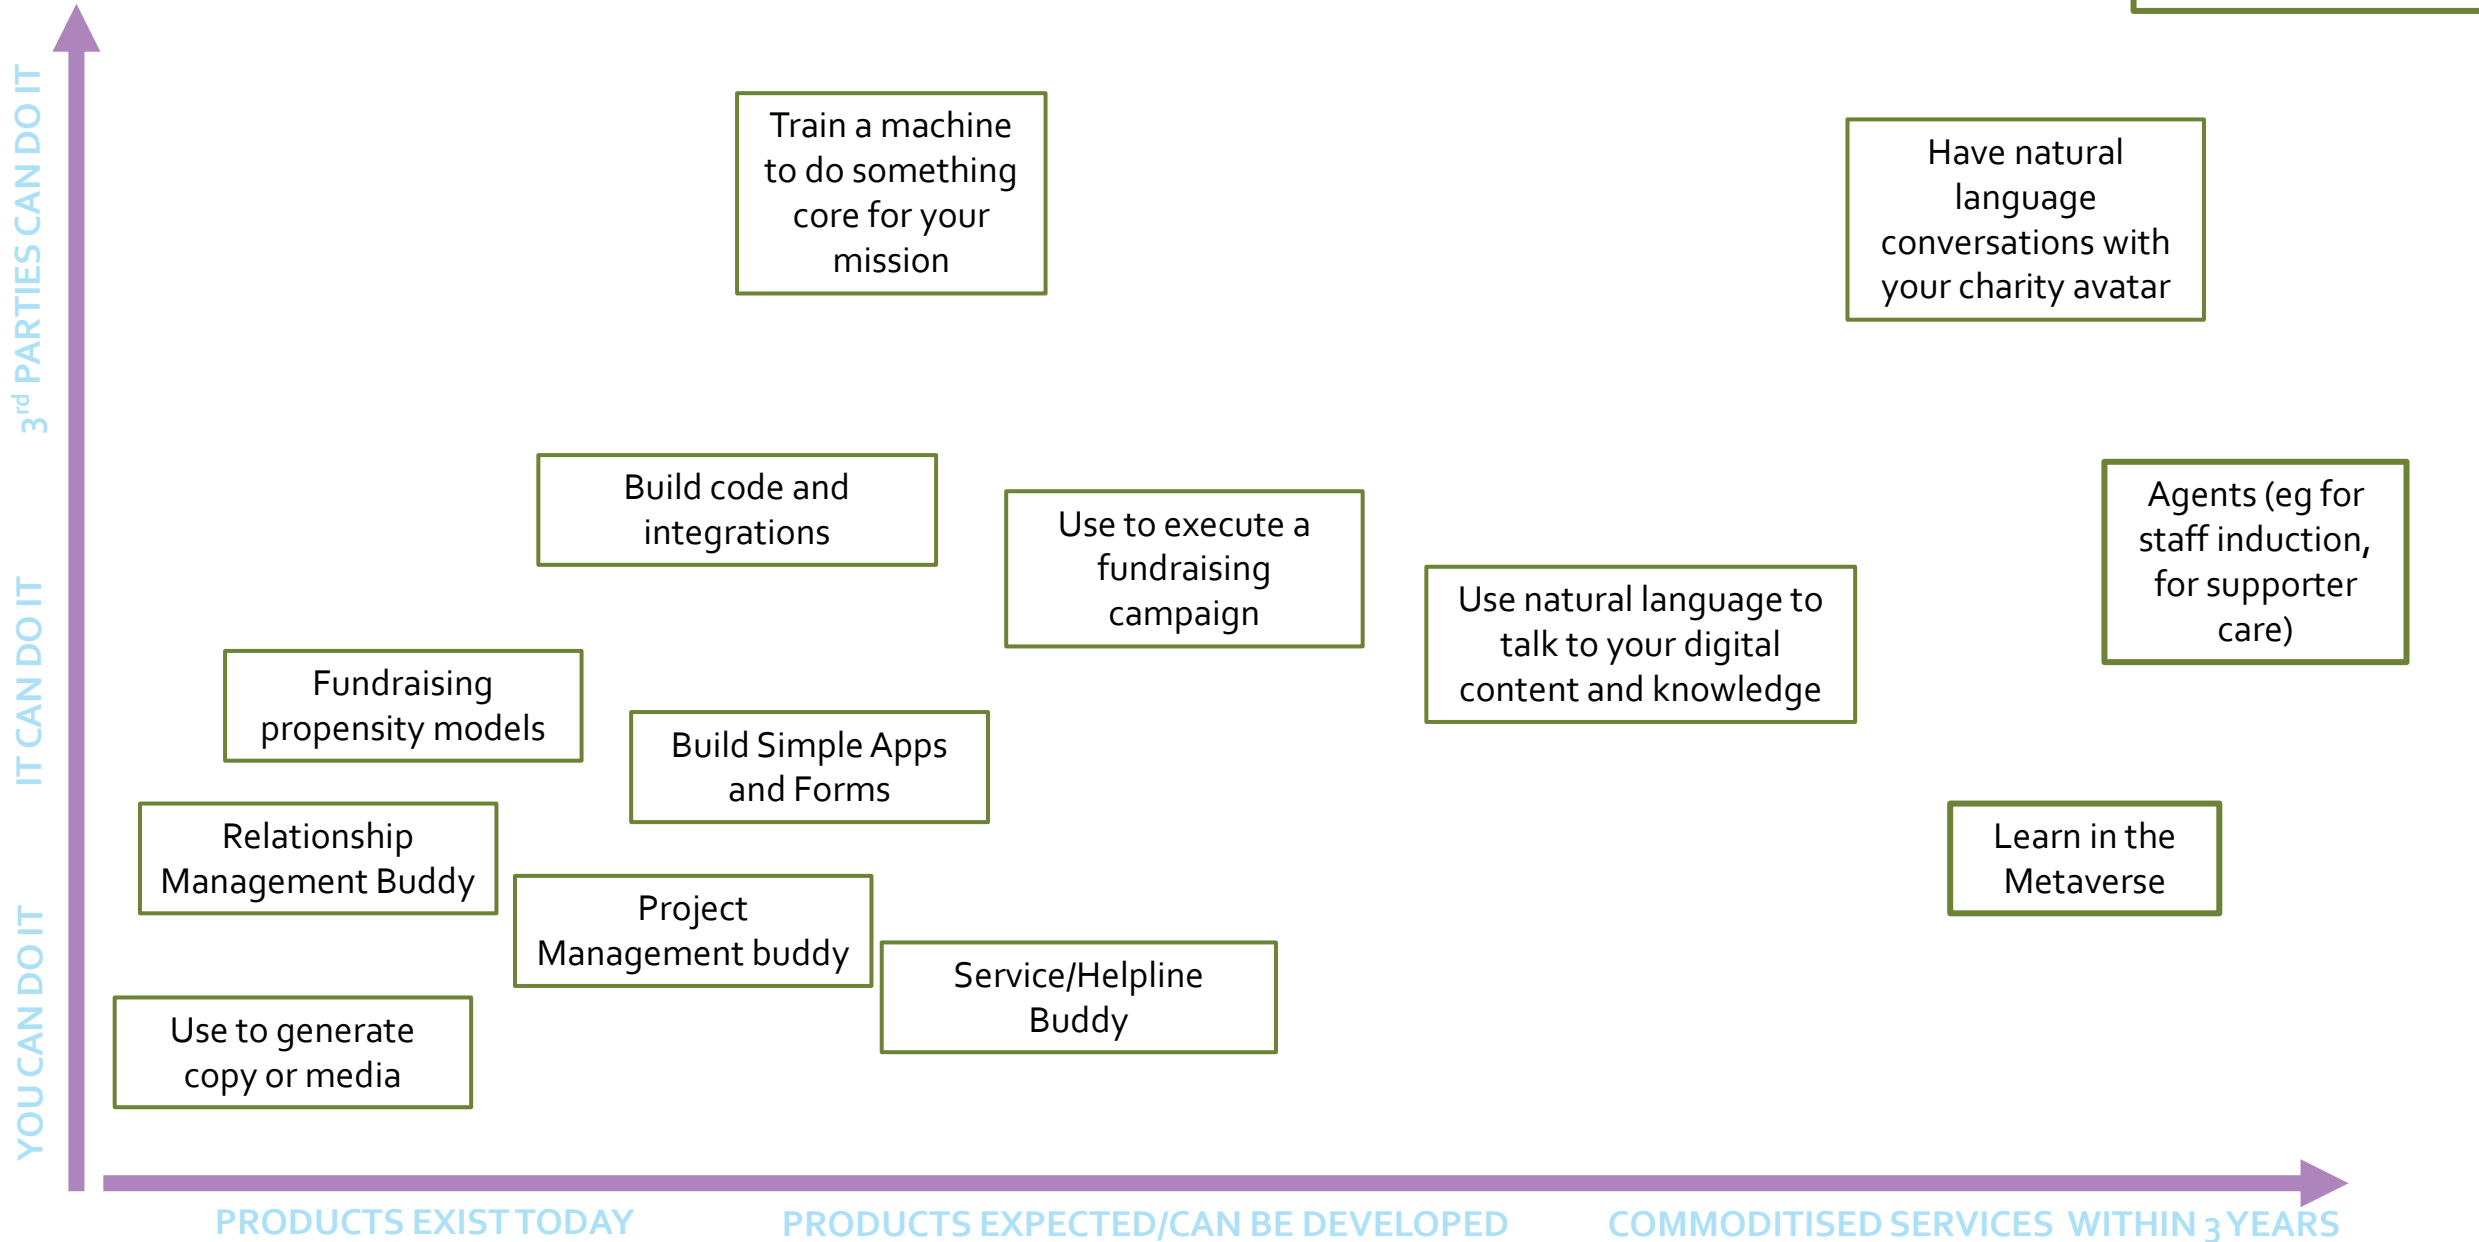 3rd PARTIES CAN DO IT
IT CAN DO IT
YOU CAN DO IT
Train a machine
to do something
core for your
mission
Have natural
language
conversations with
your charity avatar
Build code and
integrations
Use to execute a
fundraising
campaign
Agents (eg for
staff induction,
for supporter
care)
Use natural language to
talk to your digital
content and knowledge
Fundraising
propensity models
Build Simple Apps
and Forms
Relationship
Management Buddy
Learn in the
Metaverse
Project
Management buddy
Service/Helpline
Buddy
Use to generate
copy or media
PRODUCTS EXIST TODAY
PRODUCTS EXPECTED/CAN BE DEVELOPED
COMMODITISED SERVICES WITHIN 3 YEARS